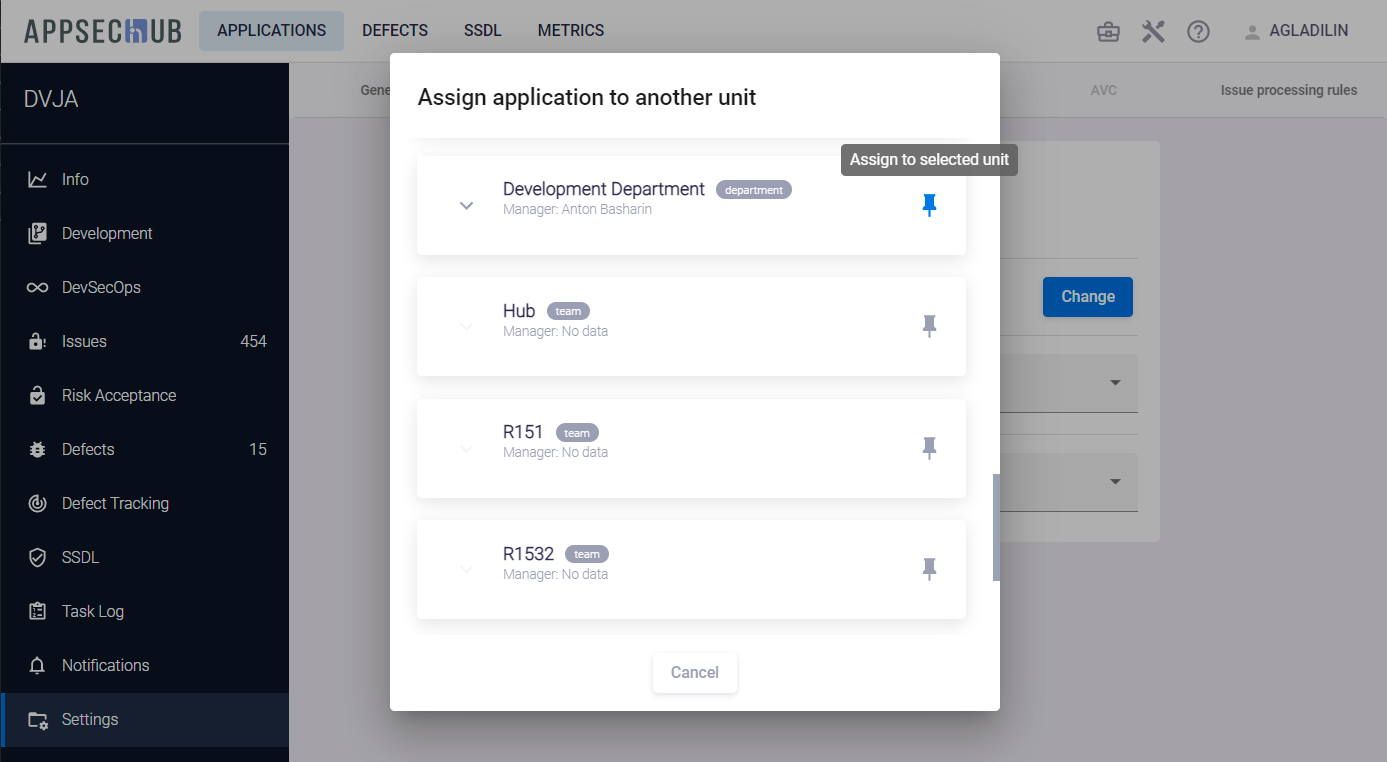 APPSECHUB
APPLICATIONS
DEFECTS
SSDL
METRICS
AGLADILIN
DVJA
Info
Development
DevSecOps
Issues 454
Risk Acceptance
Defects 15
Defect Tracking
SSDL
Task Log
Notifications
Settings
Gene
AVC
Issue processing rules
Assign application to another unit
Assign to selected unit
Development Department department
Manager: Anton Basharin
Hub team
Manager: No data
R151 team
Manager: No data
R1532 team
Manager: No data
Cancel
Change